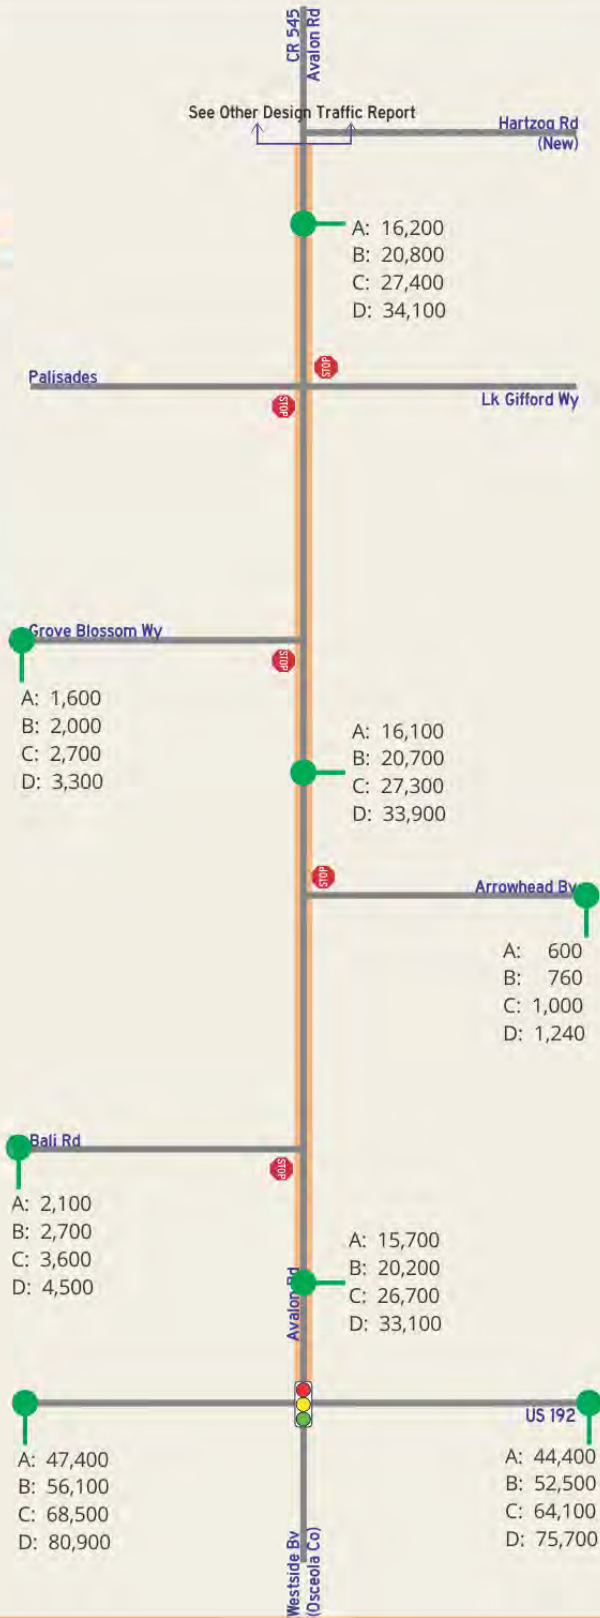 CR 545
Avalon Rd
See Other Design Traffic Report
Hartzog Rd
(New)
A: 16,200
B: 20,800
C: 27,400
D: 34,100
STOP
Palisades
Lk Gifford Wy
STOP
Grove Blossom Wy
STOP
A: 1,600
B: 2,000
C: 2,700
D: 3,300
A: 16,100
B: 20,700
C: 27,300
D: 33,900
STOP
Arrowhead Bv
A: 600
B: 760
C: 1,000
D: 1,240
Bali Rd
STOP
A: 2,100
B: 2,700
C: 3,600
D: 4,500
A: 15,700
B: 20,200
C: 26,700
D: 33,100
Avalon Rd
US 192
A: 47,400
B: 56,100
C: 68,500
D: 80,900
A: 44,400
B: 52,500
C: 64,100
D: 75,700
Westside Bv
(Osceola Co)